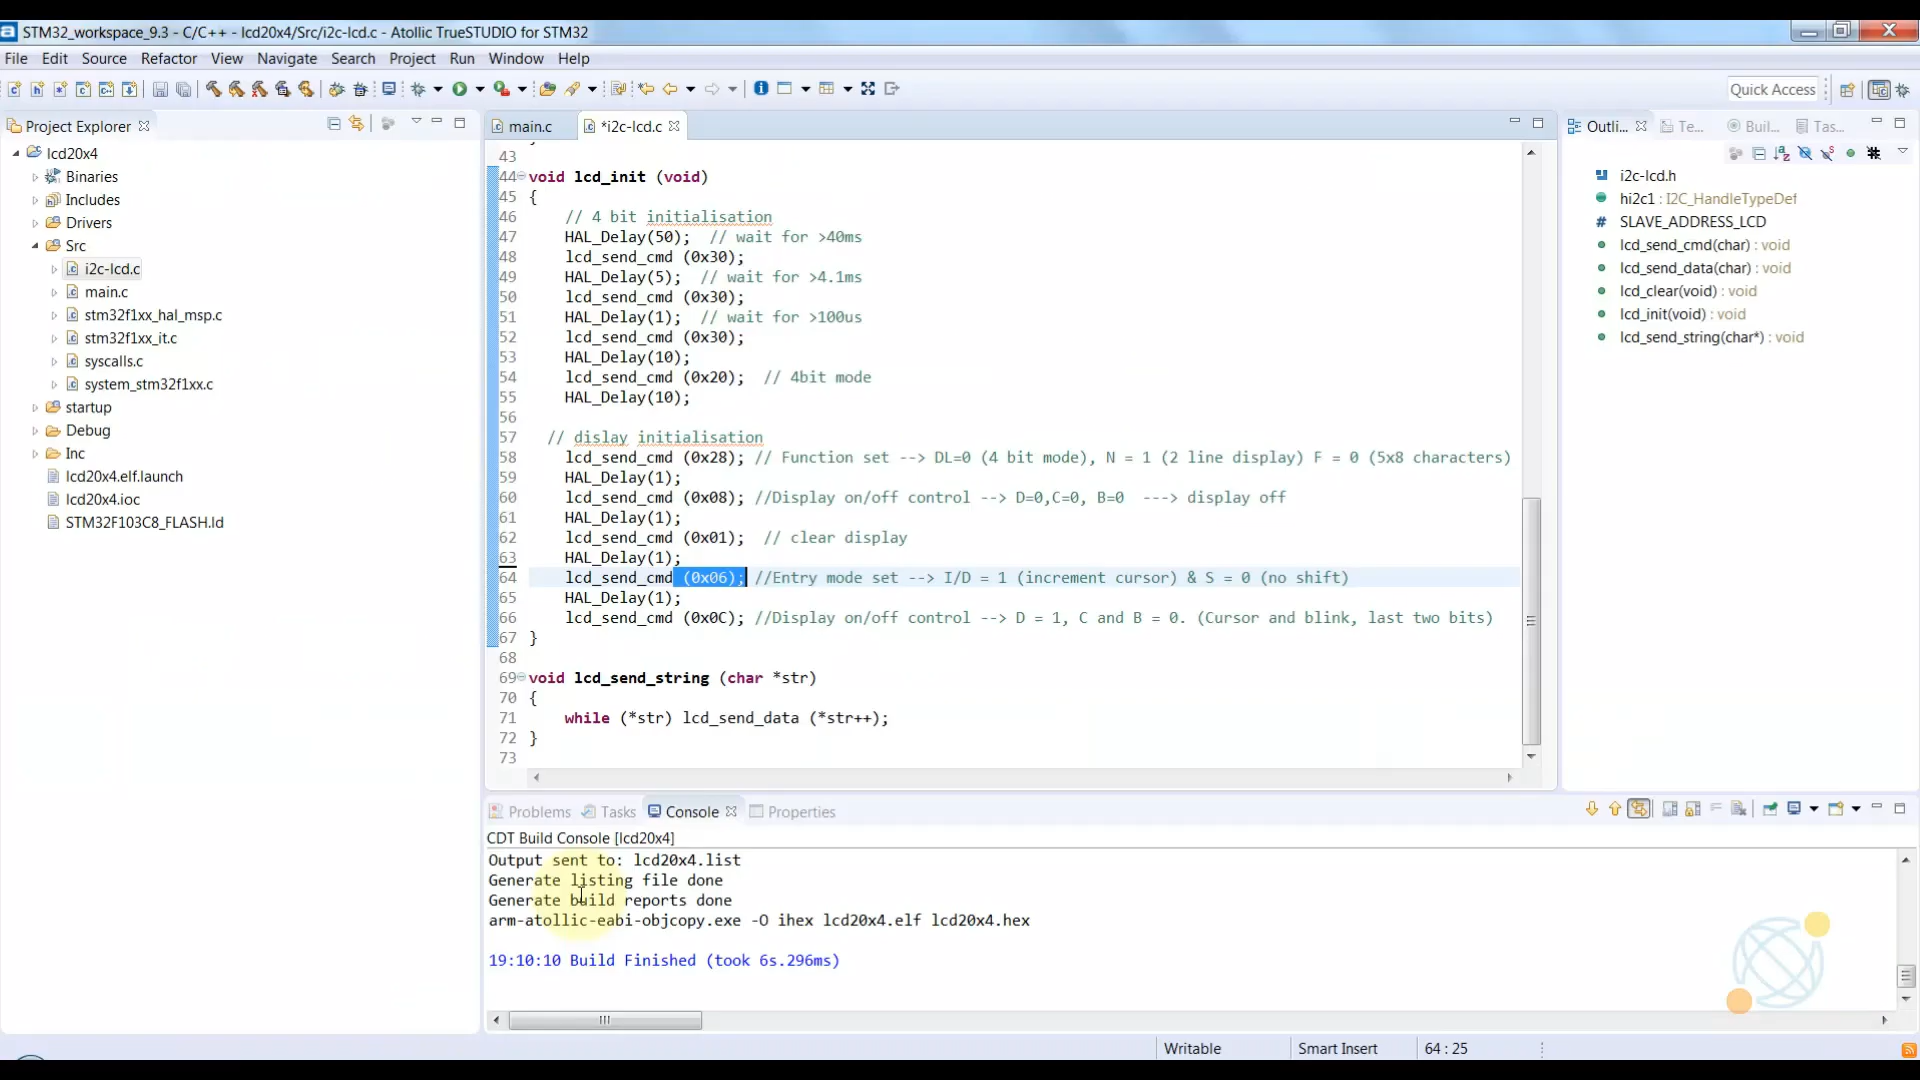 STM32_workspace_9.3 - C/C++ - lcd20x4/Src/i2c-lcd.c - Atollic TrueSTUDIO for STM32
File Edit Source Refactor View Navigate Search Project Run Window Help
Quick Access
Project Explorer
lcd20x4
Binaries
Includes
Drivers
Src
i2c-lcd.c
main.c
stm32f1xx_hal_msp.c
stm32f1xx_it.c
syscalls.c
system_stm32f1xx.c
startup
Debug
Inc
lcd20x4.elf.launch
lcd20x4.ioc
STM32F103C8_FLASH.ld
main.c *i2c-lcd.c
43
44 void lcd_init (void)
45 {
46 // 4 bit initialisation
47 HAL_Delay(50); // wait for >40ms
48 lcd_send_cmd (0x30);
49 HAL_Delay(5); // wait for >4.1ms
50 lcd_send_cmd (0x30);
51 HAL_Delay(1); // wait for >100us
52 lcd_send_cmd (0x30);
53 HAL_Delay(10);
54 lcd_send_cmd (0x20); // 4bit mode
55 HAL_Delay(10);
56
57 // dislay initialisation
58 lcd_send_cmd (0x28); // Function set --> DL=0 (4 bit mode), N = 1 (2 line display) F = 0 (5x8 characters)
59 HAL_Delay(1);
60 lcd_send_cmd (0x08); //Display on/off control --> D=0,C=0, B=0 ---> display off
61 HAL_Delay(1);
62 lcd_send_cmd (0x01); // clear display
63 HAL_Delay(1);
64 lcd_send_cmd (0x06); //Entry mode set --> I/D = 1 (increment cursor) & S = 0 (no shift)
65 HAL_Delay(1);
66 lcd_send_cmd (0x0C); //Display on/off control --> D = 1, C and B = 0. (Cursor and blink, last two bits)
67 }
68
69 void lcd_send_string (char *str)
70 {
71 while (*str) lcd_send_data (*str++);
72 }
73
Outli... Te... Buil... Tas...
i2c-lcd.h
hi2c1 : I2C_HandleTypeDef
SLAVE_ADDRESS_LCD
lcd_send_cmd(char) : void
lcd_send_data(char) : void
lcd_clear(void) : void
lcd_init(void) : void
lcd_send_string(char*) : void
Problems Tasks Console Properties
CDT Build Console [lcd20x4]
Output sent to: lcd20x4.list
Generate listing file done
Generate build reports done
arm-atollic-eabi-objcopy.exe -O ihex lcd20x4.elf lcd20x4.hex
19:10:10 Build Finished (took 6s.296ms)
Writable Smart Insert 64 : 25